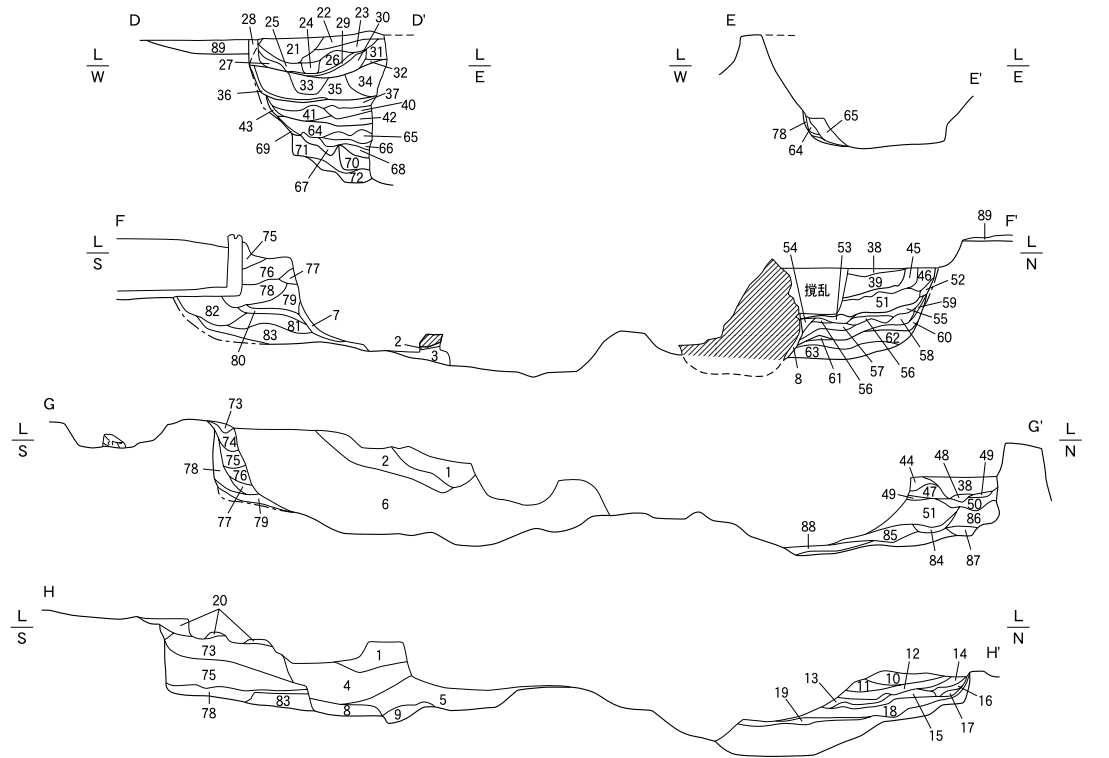 D D'
28 25 24 22 29 23 30
L
W
89 21 26 31
L
E
27 32
33 35 34
36 37
41 40
43 42
64 65
69 71 66
70 68
67 72
E E'
L
W
L
E
65
78
64
F F'
L
S
L
N
75
76 77
78 79
82 81 7
83
80
2
3
54 53 38 45 89
46 52
39
撹乱
51 59
55
62 60
63 58
8 61 57 56
56
G G'
L
S
L
N
73
74
75
78 76
77 79
2 1
6
44 48 49
47 38
49 50
51 86
88 85
84 87
H H'
L
S
L
N
20
73
75
78 83
1
4
8 9 5
12 14
13 11 10
19 16
18 17
15